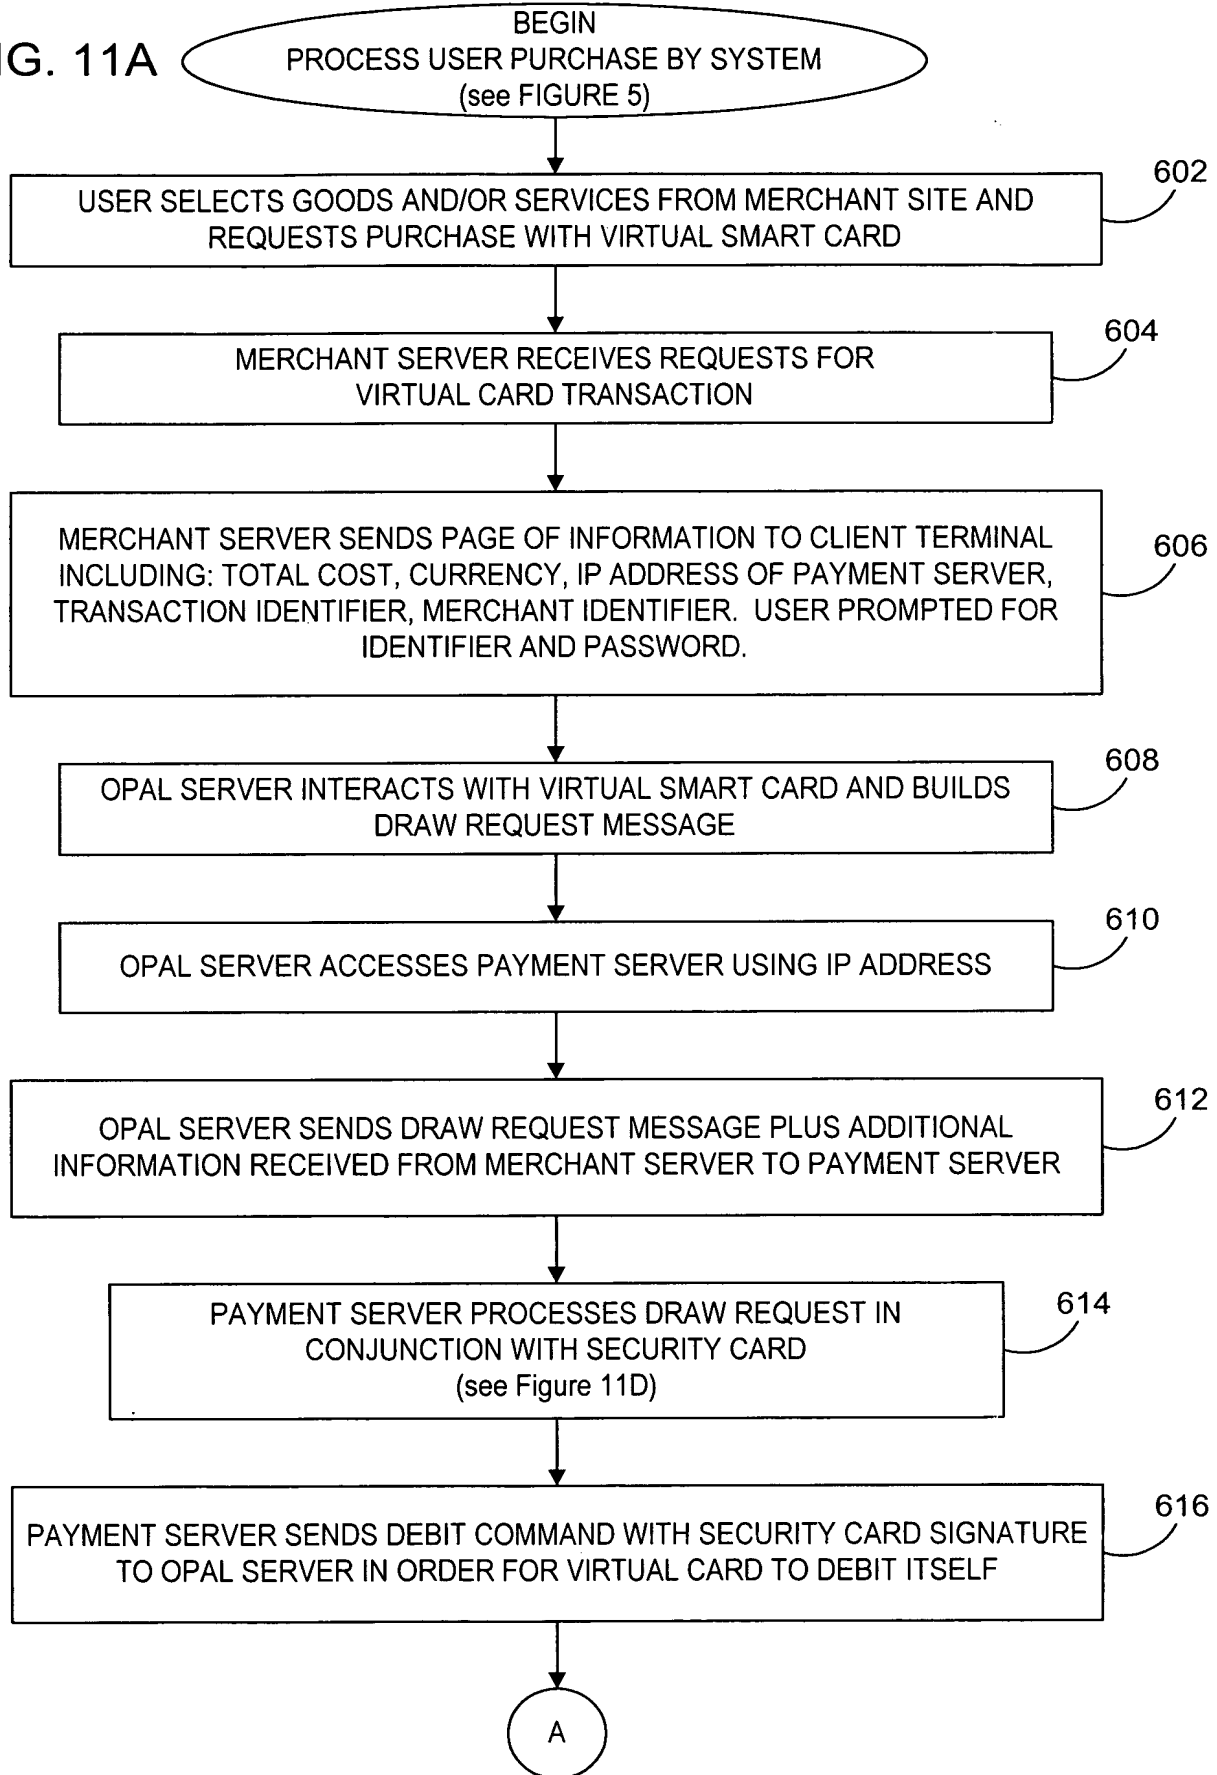 IG. 11A
BEGIN
PROCESS USER PURCHASE BY SYSTEM
(see FIGURE 5)
602
USER SELECTS GOODS AND/OR SERVICES FROM MERCHANT SITE AND
REQUESTS PURCHASE WITH VIRTUAL SMART CARD
604
MERCHANT SERVER RECEIVES REQUESTS FOR
VIRTUAL CARD TRANSACTION
606
MERCHANT SERVER SENDS PAGE OF INFORMATION TO CLIENT TERMINAL
INCLUDING: TOTAL COST, CURRENCY, IP ADDRESS OF PAYMENT SERVER,
TRANSACTION IDENTIFIER, MERCHANT IDENTIFIER. USER PROMPTED FOR
IDENTIFIER AND PASSWORD.
608
OPAL SERVER INTERACTS WITH VIRTUAL SMART CARD AND BUILDS
DRAW REQUEST MESSAGE
610
OPAL SERVER ACCESSES PAYMENT SERVER USING IP ADDRESS
612
OPAL SERVER SENDS DRAW REQUEST MESSAGE PLUS ADDITIONAL
INFORMATION RECEIVED FROM MERCHANT SERVER TO PAYMENT SERVER
614
PAYMENT SERVER PROCESSES DRAW REQUEST IN
CONJUNCTION WITH SECURITY CARD
(see Figure 11D)
616
PAYMENT SERVER SENDS DEBIT COMMAND WITH SECURITY CARD SIGNATURE
TO OPAL SERVER IN ORDER FOR VIRTUAL CARD TO DEBIT ITSELF
A